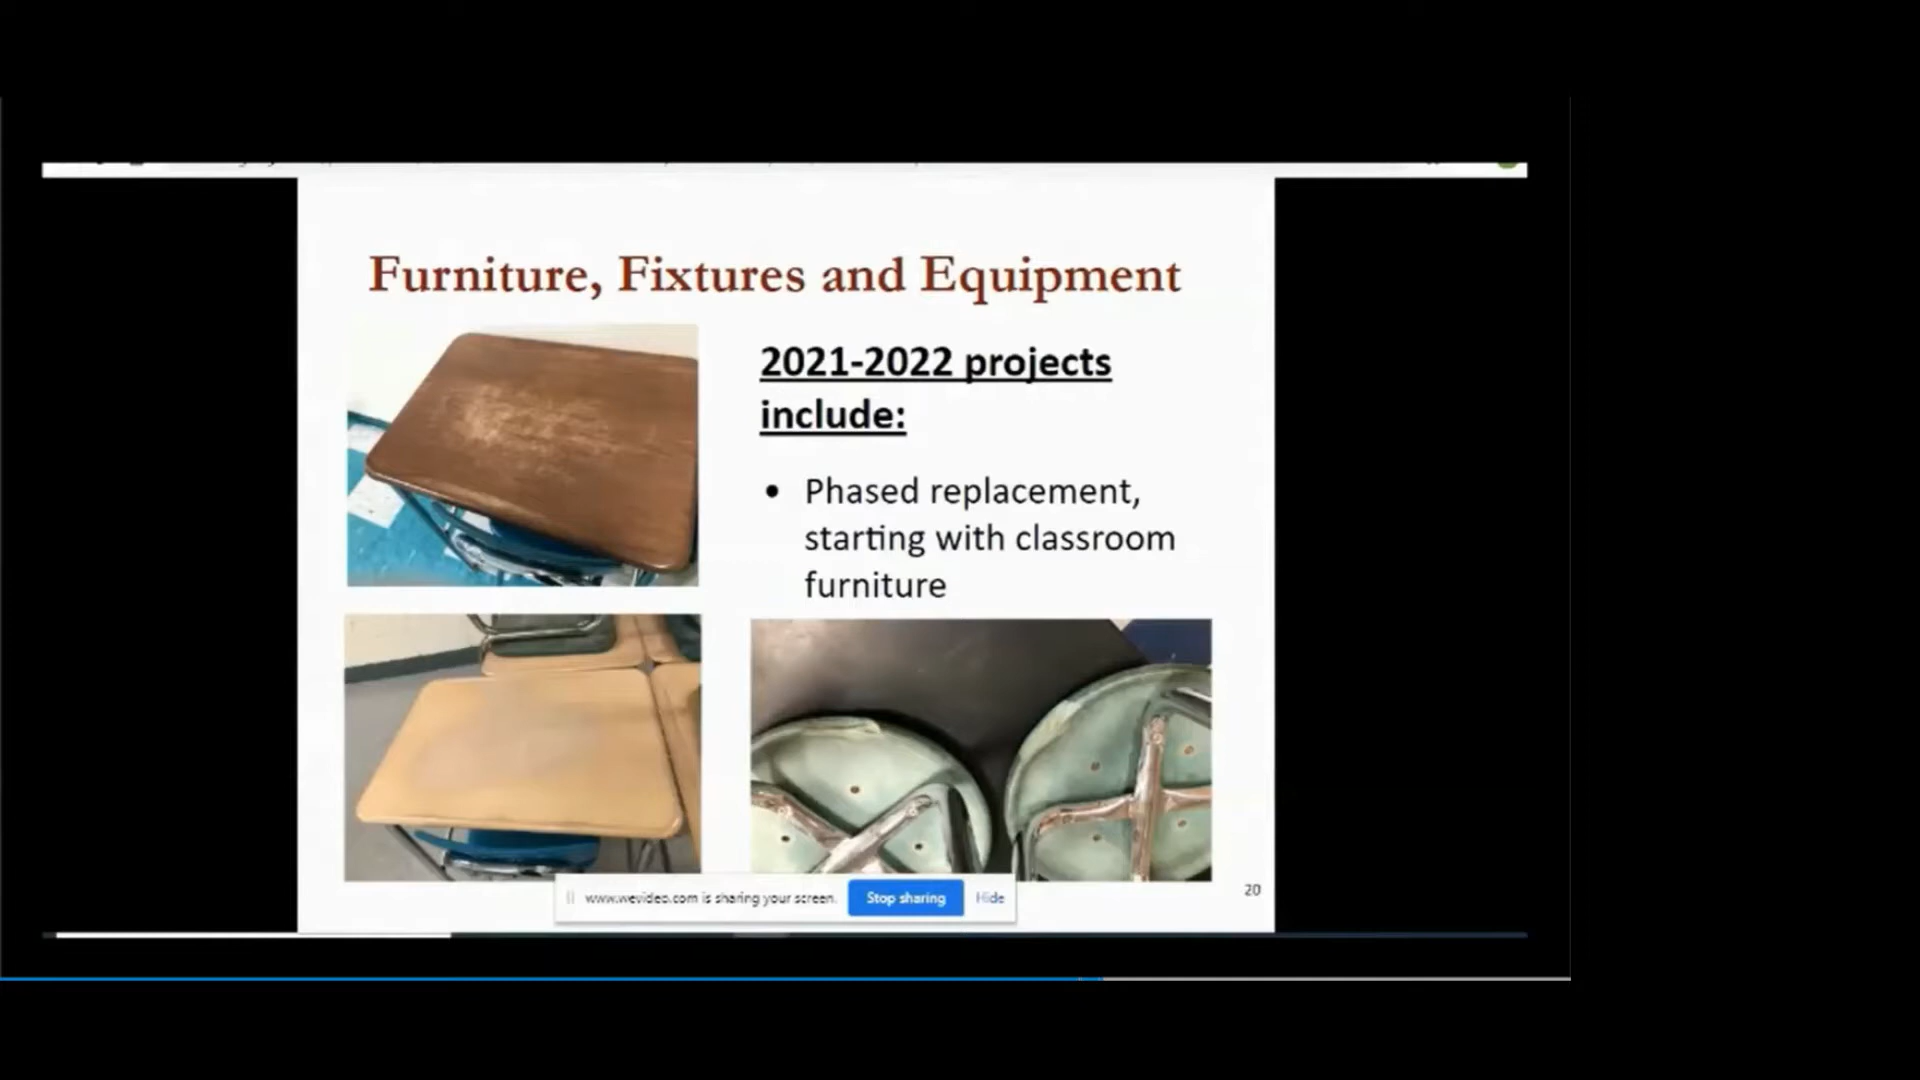 Furniture, Fixtures and Equipment
2021-2022 projects
include:
• Phased replacement,
starting with classroom
furniture
www.wevideo.com is sharing your screen.
Stop sharing
Hide
20